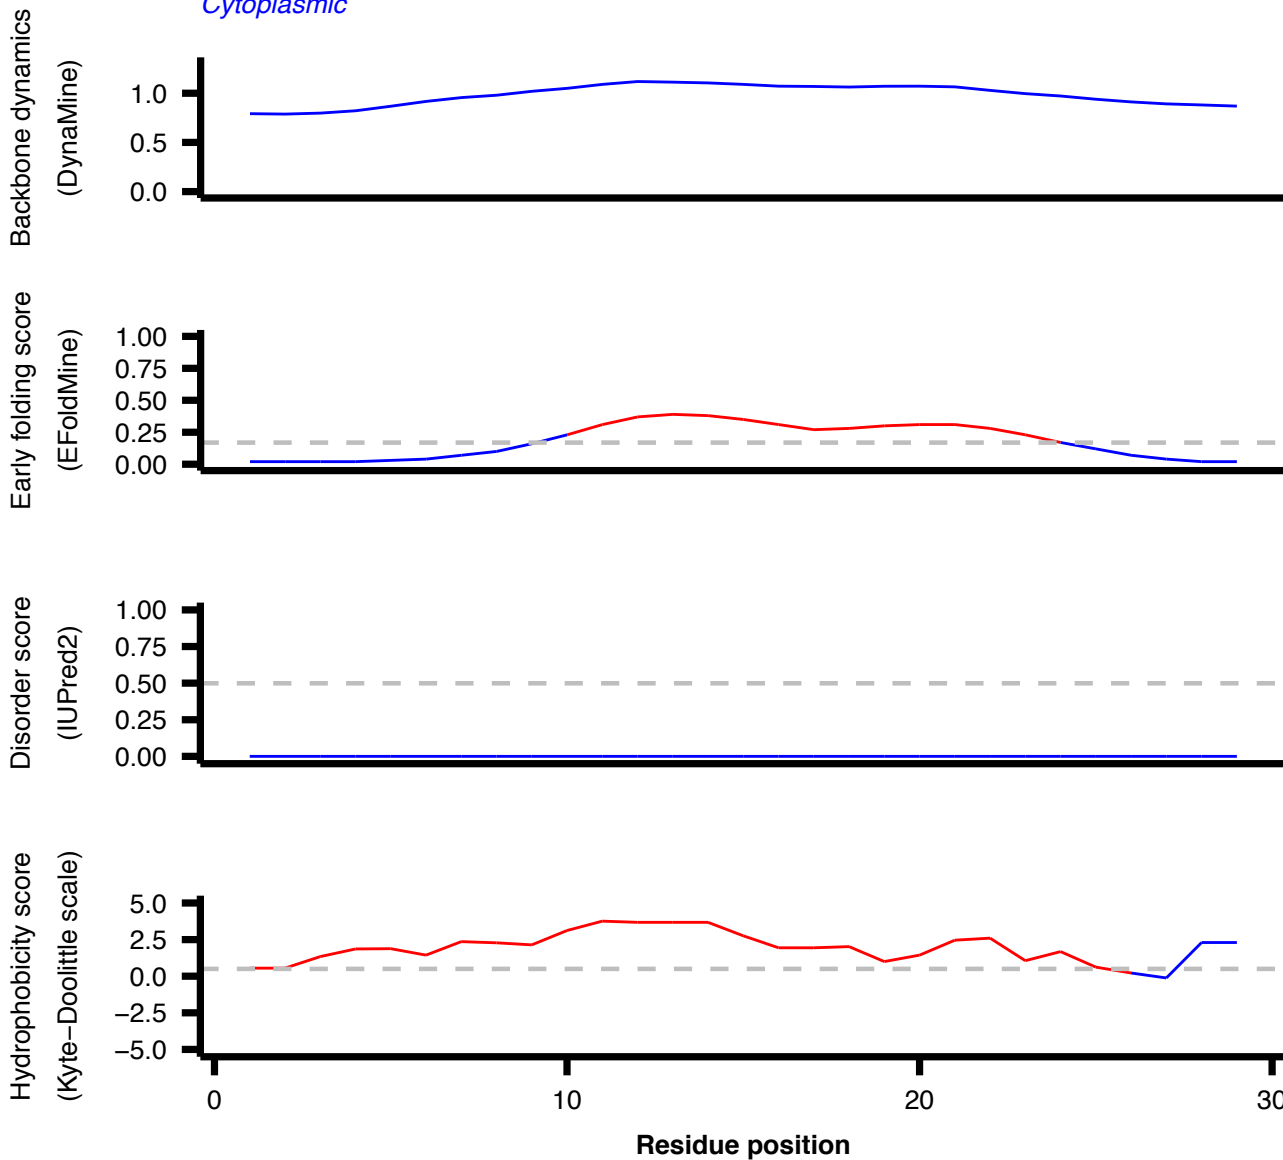 Cytoplasmic
Backbone dynamics
(DynaMine)
1.0
0.5
0.0
Early folding score
(EFoldMine)
1.00
0.75
0.50
0.25
0.00
Disorder score
(IUPred2)
1.00
0.75
0.50
0.25
0.00
Hydrophobicity score
(Kyte−Doolittle scale)
5.0
2.5
0.0
−2.5
−5.0
0 10 20 30
Residue position